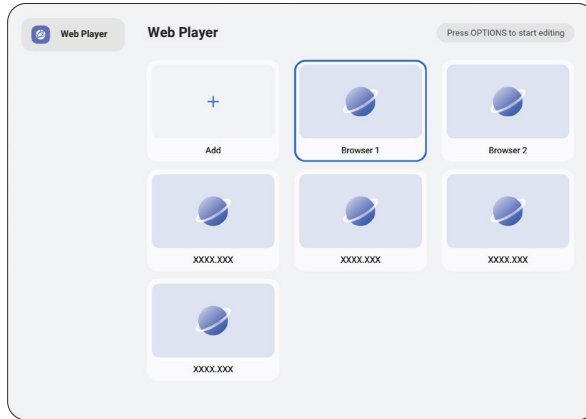 Web Player
Web Player
Press OPTIONS to start editing
Add
Browser 1
Browser 2
XXXX.XXX
XXXX.XXX
XXXX.XXX
XXXX.XXX